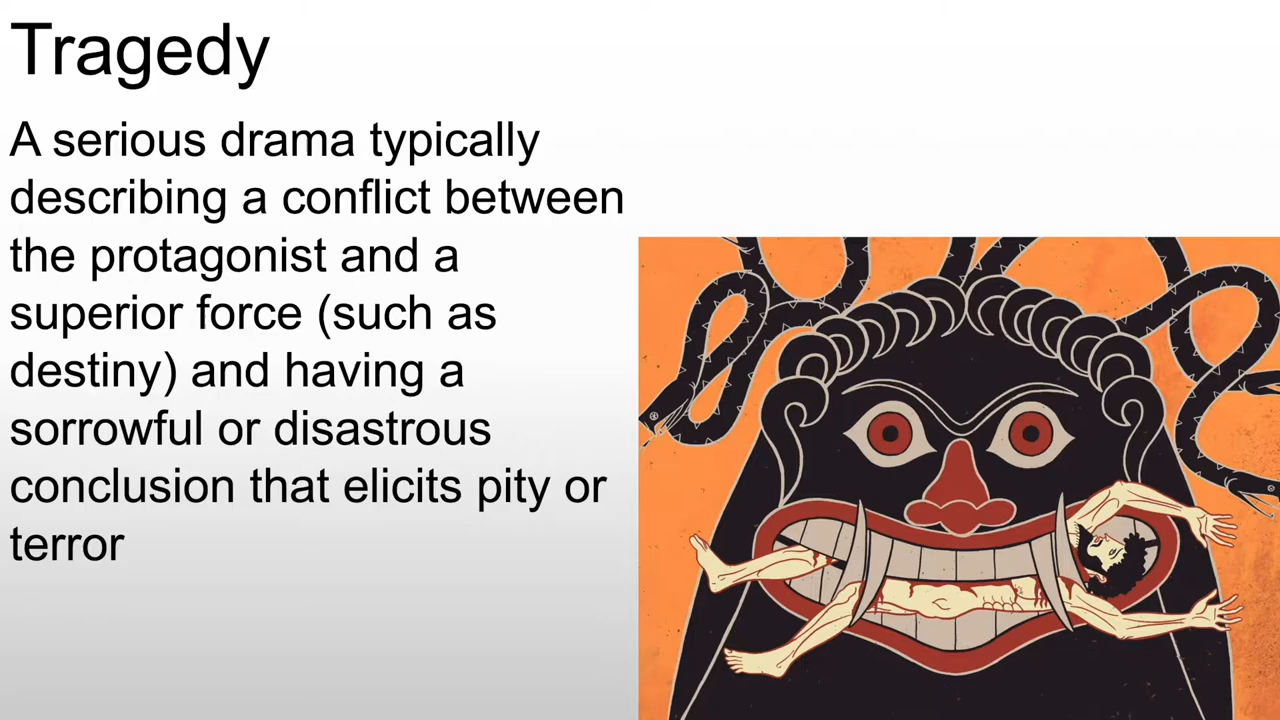 Tragedy
A serious drama typically
describing a conflict between
the protagonist and a
superior force (such as
destiny) and having a
sorrowful or disastrous
conclusion that elicits pity or
terror